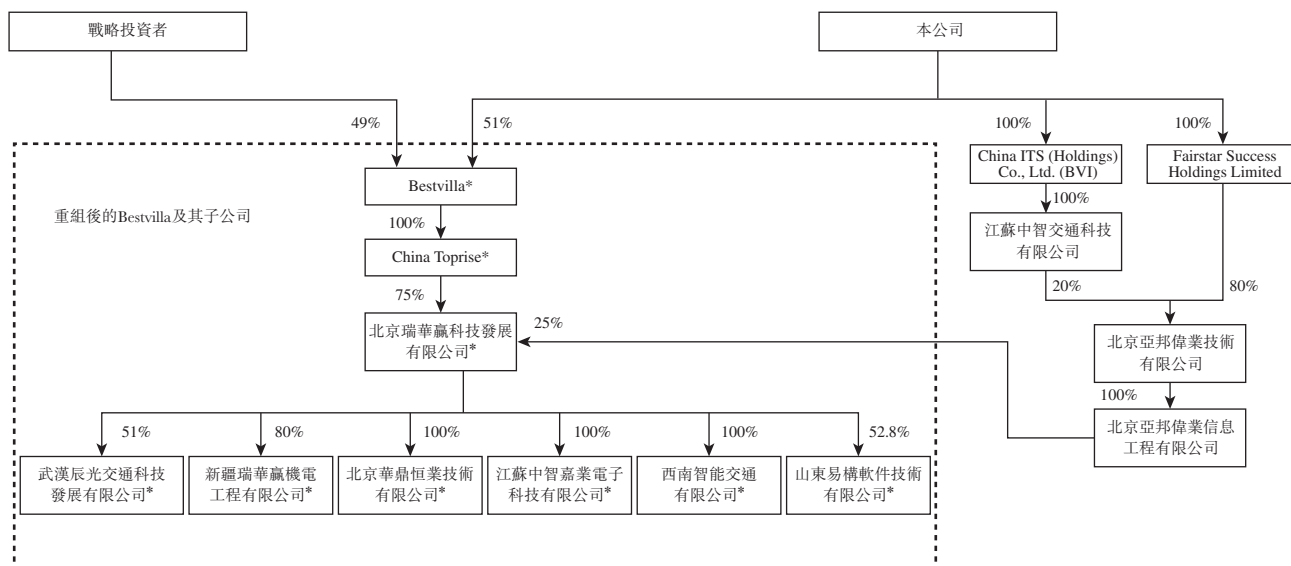 戰略投資者
本公司
49%
51%
100%
100%
Bestvilla*
China ITS (Holdings)
Co., Ltd. (BVI)
Fairstar Success
Holdings Limited
重組後的Bestvilla及其子公司
100%
100%
China Toprise*
江蘇中智交通科技
有限公司
75%
20%
80%
北京瑞華贏科技發展
有限公司*
25%
北京亞邦偉業技術
有限公司
100%
北京亞邦偉業信息
工程有限公司
51%
80%
100%
100%
100%
52.8%
武漢辰光交通科技
發展有限公司*
新疆瑞華贏機電
工程有限公司*
北京華鼎恒業技術
有限公司*
江蘇中智嘉業電子
科技有限公司*
西南智能交通
有限公司*
山東易構軟件技術
有限公司*